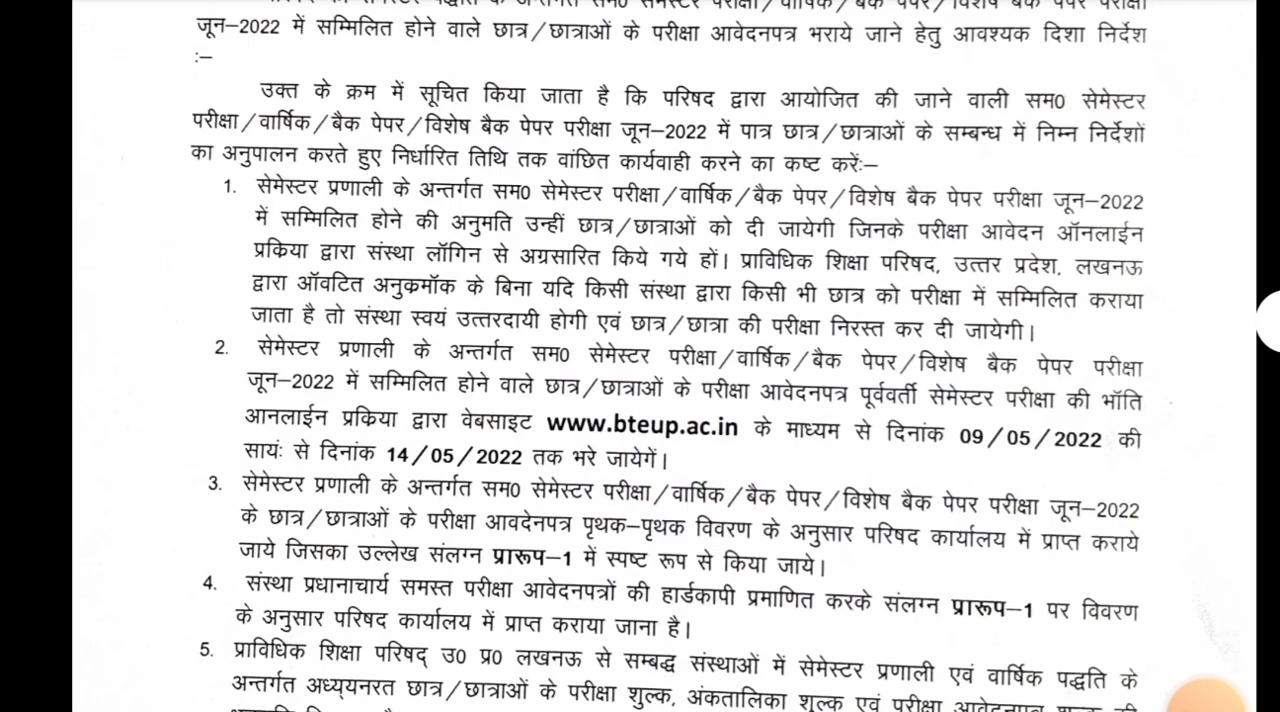 जून–2022 में सम्मिलित होने वाले छात्र/छात्राओं के परीक्षा आवेदनपत्र भराये जाने हेतु आवश्यक दिशा निर्देश
:–
उक्त के क्रम में सूचित किया जाता है कि परिषद द्वारा आयोजित की जाने वाली सम0 सेमेस्टर
परीक्षा/वार्षिक/बैक पेपर/विशेष बैक पेपर परीक्षा जून–2022 में पात्र छात्र/छात्राओं के सम्बन्ध में निम्न निर्देशों
का अनुपालन करते हुए निर्धारित तिथि तक वांछित कार्यवाही करने का कष्ट करेंः–
1. सेमेस्टर प्रणाली के अन्तर्गत सम0 सेमेस्टर परीक्षा/वार्षिक/बैक पेपर/विशेष बैक पेपर परीक्षा जून–2022
में सम्मिलित होने की अनुमति उन्हीं छात्र/छात्राओं को दी जायेगी जिनके परीक्षा आवेदन ऑनलाईन
प्रकिया द्वारा संस्था लॉगिन से अग्रसारित किये गये हों। प्राविधिक शिक्षा परिषद, उत्तर प्रदेश, लखनऊ
द्वारा ऑवटित अनुकमॉक के बिना यदि किसी संस्था द्वारा किसी भी छात्र को परीक्षा में सम्मिलित कराया
जाता है तो संस्था स्वयं उत्तरदायी होगी एवं छात्र/छात्रा की परीक्षा निरस्त कर दी जायेगी।
2. सेमेस्टर प्रणाली के अन्तर्गत सम0 सेमेस्टर परीक्षा/वार्षिक/बैक पेपर/विशेष बैक पेपर परीक्षा
जून–2022 में सम्मिलित होने वाले छात्र/छात्राओं के परीक्षा आवेदनपत्र पूर्ववर्ती सेमेस्टर परीक्षा की भॉति
आनलाईन प्रकिया द्वारा वेबसाइट www.bteup.ac.in के माध्यम से दिनांक 09/05/2022 की
सायंः से दिनांक 14/05/2022 तक भरे जायेगें।
3. सेमेस्टर प्रणाली के अन्तर्गत सम0 सेमेस्टर परीक्षा/वार्षिक/बैक पेपर/विशेष बैक पेपर परीक्षा जून–2022
के छात्र/छात्राओं के परीक्षा आवदेनपत्र पृथक–पृथक विवरण के अनुसार परिषद कार्यालय में प्राप्त कराये
जाये जिसका उल्लेख संलग्न प्रारूप–1 में स्पष्ट रूप से किया जाये।
4. संस्था प्रधानाचार्य समस्त परीक्षा आवेदनपत्रों की हार्डकापी प्रमाणित करके संलग्न प्रारूप–1 पर विवरण
के अनुसार परिषद कार्यालय में प्राप्त कराया जाना है।
5. प्राविधिक शिक्षा परिषद् उ0 प्र0 लखनऊ से सम्बद्ध संस्थाओं में सेमेस्टर प्रणाली एवं वार्षिक पद्धति के
अन्तर्गत अध्ययनरत छात्र/छात्राओं के परीक्षा शुल्क, अंकतालिका शुल्क एवं परीक्षा